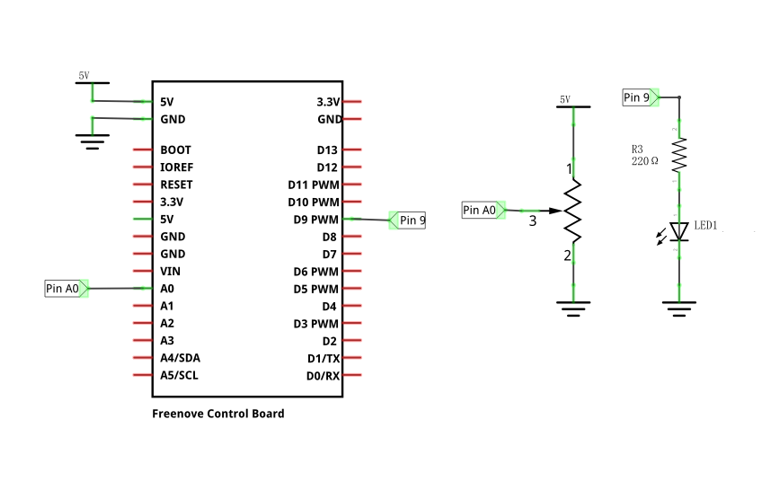 5V
5V
GND
BOOT
IOREF
RESET
3.3V
5V
GND
GND
VIN
A0
A1
A2
A3
A4/SDA
A5/SCL
3.3V
GND
D13
D12
D11 PWM
D10 PWM
D9 PWM
D8
D7
D6 PWM
D5 PWM
D4
D3 PWM
D2
D1/TX
D0/RX
Pin A0
Pin 9
Freenove Control Board
5V
1
Pin A0
3
2
Pin 9
R3
220 Ω
LED1